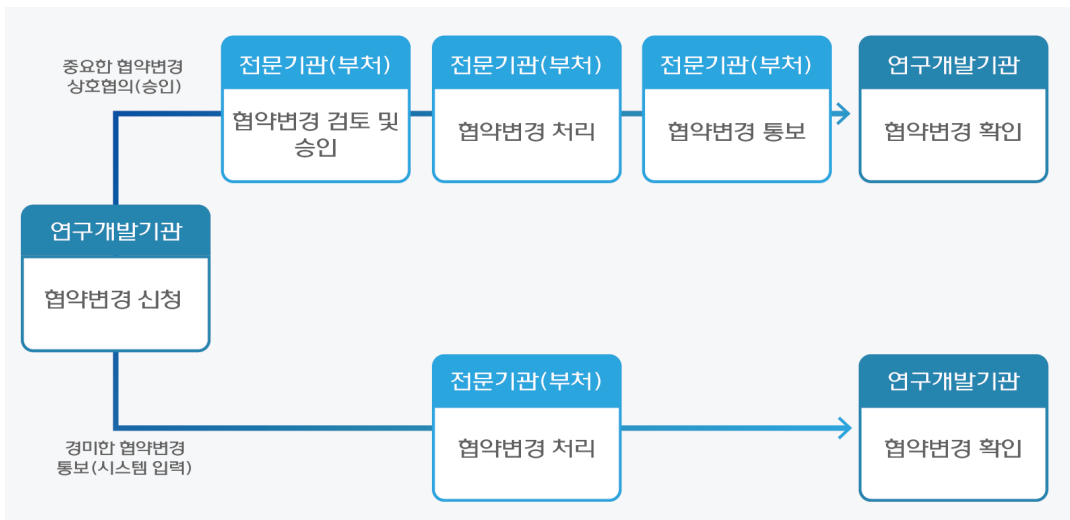 중요한 협약변경
상호협의(승인)
전문기관(부처)
협약변경 검토 및
승인
전문기관(부처)
협약변경 처리
전문기관(부처)
협약변경 통보
연구개발기관
협약변경 확인
연구개발기관
협약변경 신청
경미한 협약변경
통보(시스템 입력)
전문기관(부처)
협약변경 처리
연구개발기관
협약변경 확인